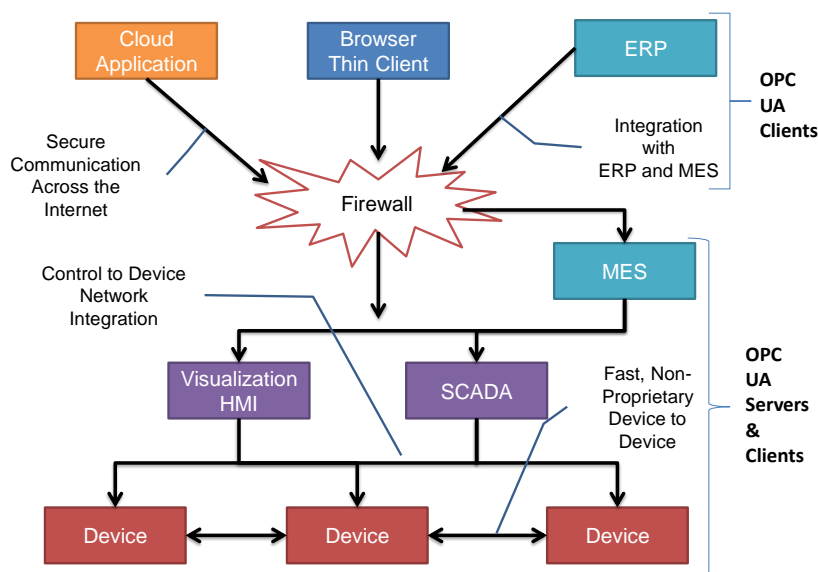 Cloud
Application
Browser
Thin Client
ERP
OPC
UA
Clients
Secure
Communication
Across the
Internet
Integration
with
ERP and MES
Firewall
MES
Control to Device
Network
Integration
Visualization
HMI
SCADA
Fast, Non-
Proprietary
Device to
Device
OPC
UA
Servers
&
Clients
Device
Device
Device